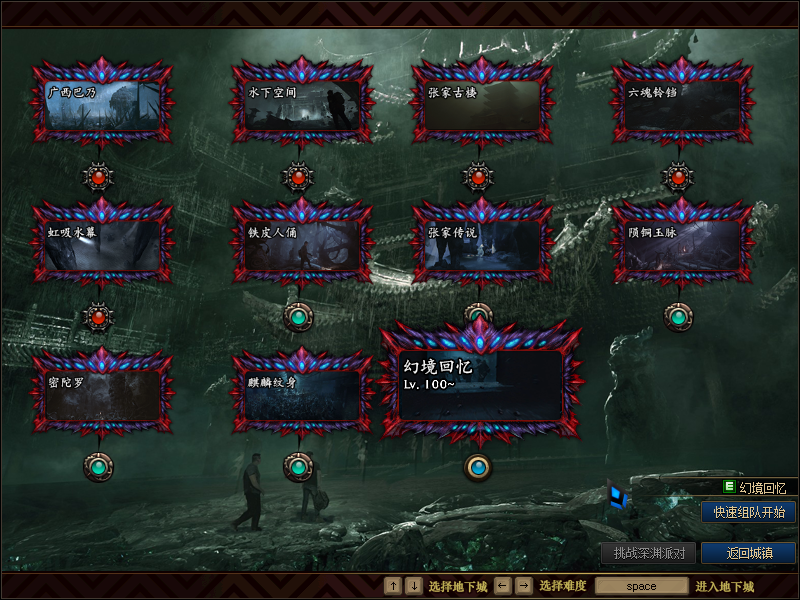 广西巴乃
水下空间
张家古楼
六魂铃铛
虹吸水幕
铁皮人俑
张家传说
陨铜玉脉
密陀罗
麒麟纹身
幻境回忆
Lv. 100~
E 幻境回忆
快速组队开始
挑战深渊派对
返回城镇
↑ ↓ 选择地下城 ← → 选择难度 space 进入地下城